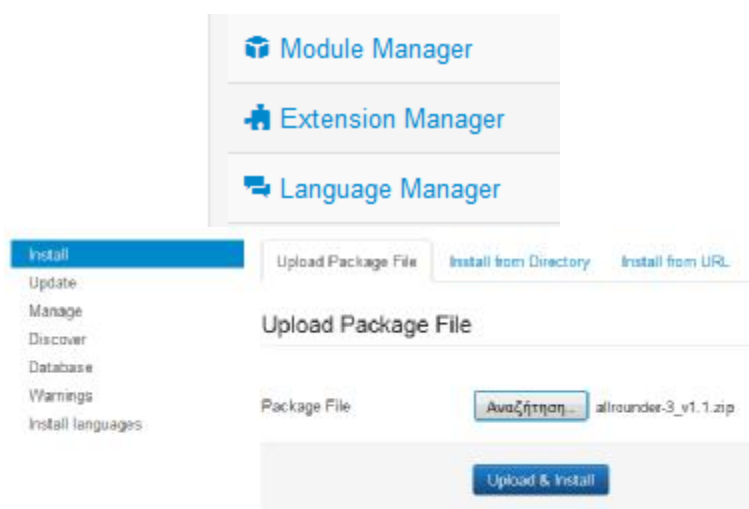 Module Manager
Extension Manager
Language Manager
Install
Update
Manage
Discover
Database
Warnings
Install languages
Upload Package File
Install from Directory
Install from URL
Upload Package File
Package File
Αναζήτηση...
allrounder-3_v1.1.zip
Upload & Install